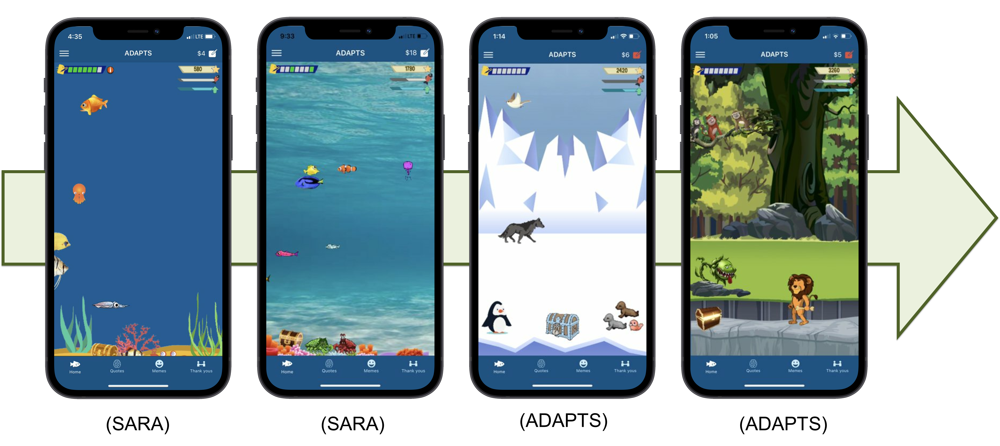 4:35 LTE
ADAPTS $4
580
Home Quotes Memes Thank yous
(SARA)
9:33 LTE
ADAPTS $18
1780
Home Quotes Memes Thank yous
(SARA)
1:14
ADAPTS $6
2420
Home Quotes Memes Thank yous
(ADAPTS)
1:05
ADAPTS $5
3260
Home Quotes Memes Thank yous
(ADAPTS)